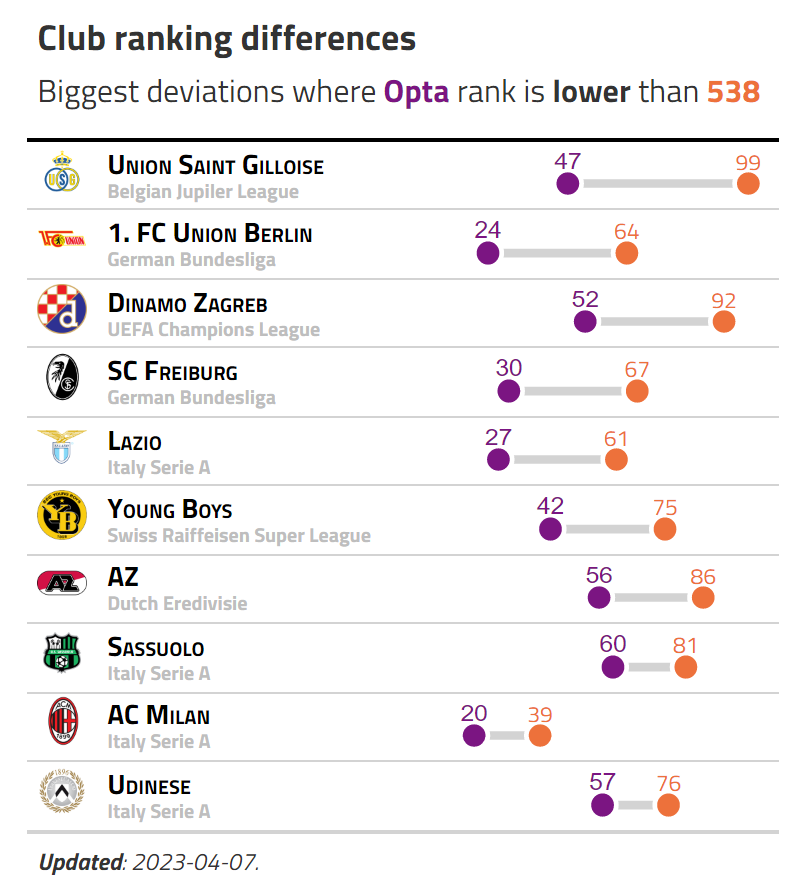 Club ranking differences
Biggest deviations where Opta rank is lower than 538
Union Saint Gilloise
47
99
Belgian Jupiler League
1. FC Union Berlin
24
64
German Bundesliga
Dinamo Zagreb
52
92
UEFA Champions League
SC Freiburg
30
67
German Bundesliga
Lazio
27
61
Italy Serie A
Young Boys
42
75
Swiss Raiffeisen Super League
AZ
56
86
Dutch Eredivisie
Sassuolo
60
81
Italy Serie A
AC Milan
20
39
Italy Serie A
Udinese
57
76
Italy Serie A
Updated: 2023-04-07.